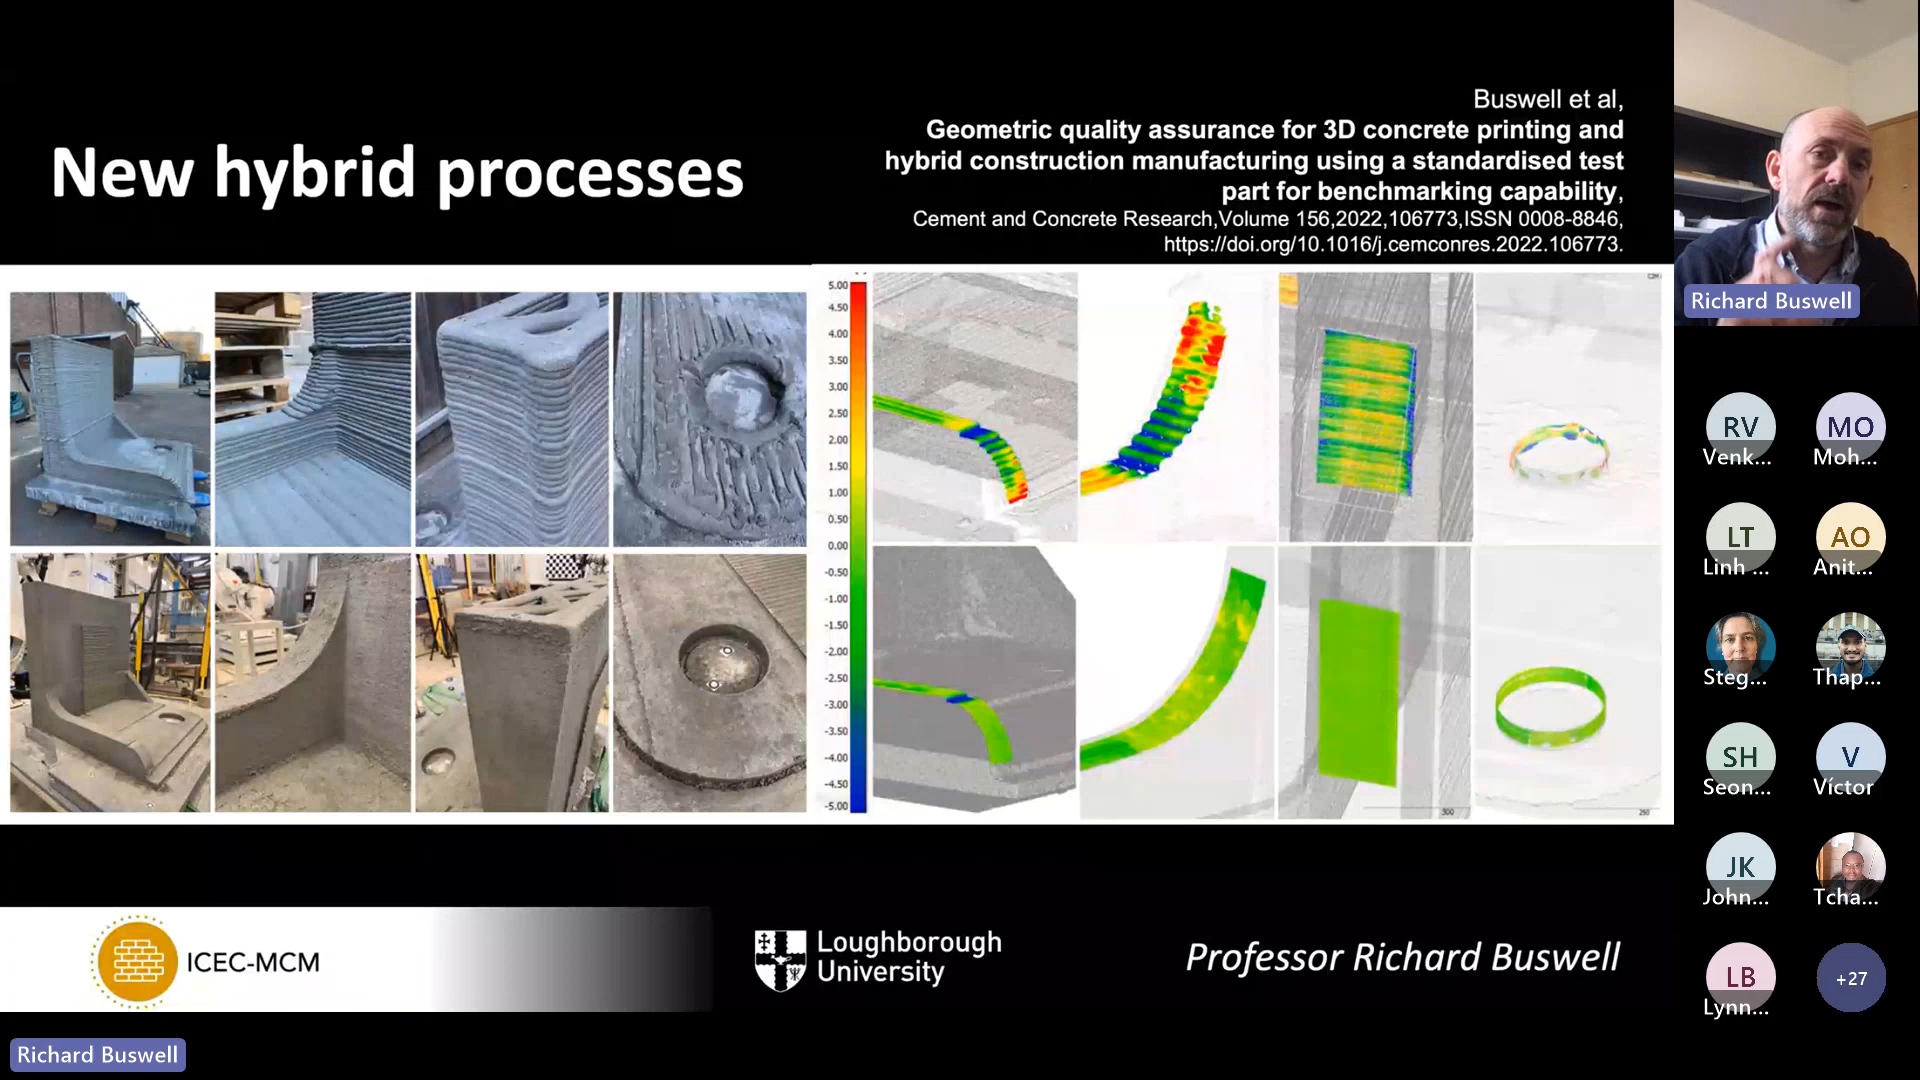 New hybrid processes
Buswell et al,
Geometric quality assurance for 3D concrete printing and
hybrid construction manufacturing using a standardised test
part for benchmarking capability,
Cement and Concrete Research,Volume 156,2022,106773,ISSN 0008-8846,
https://doi.org/10.1016/j.cemconres.2022.106773.
5.00
4.50
4.00
3.50
3.00
2.50
2.00
1.50
1.00
0.50
0.00
-0.50
-1.00
-1.50
-2.00
-2.50
-3.00
-3.50
-4.00
-4.50
-5.00
300
250
ICEC-MCM
Loughborough
University
Professor Richard Buswell
Richard Buswell
Richard Buswell
RV
Venk...
MO
Moh...
LT
Linh ...
AO
Anit...
Steg...
Thap...
SH
Seon...
V
Víctor
JK
John...
Tcha...
LB
Lynn...
+27